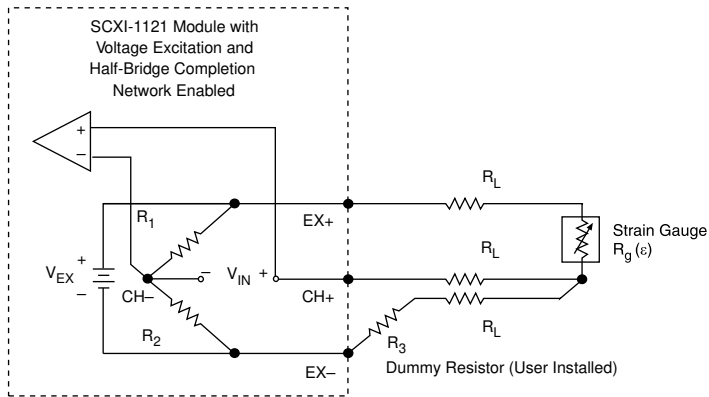 SCXI-1121 Module with
Voltage Excitation and
Half-Bridge Completion
Network Enabled
+
–
R1
EX+
RL
Strain Gauge
Rg (ε)
+
VEX
–
–
VIN +
CH–
CH+
RL
RL
R2
R3
EX–
Dummy Resistor (User Installed)